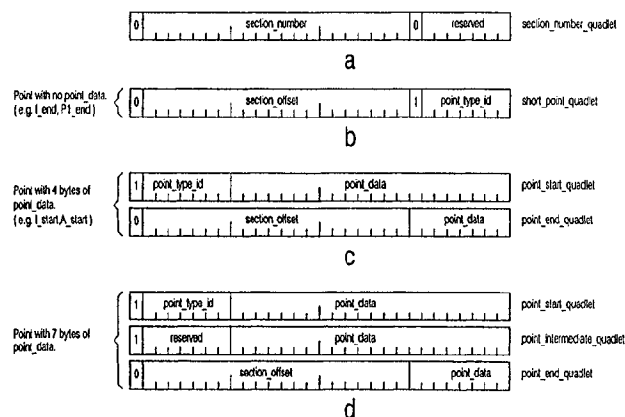 0 section_number 0 reserved section_number_quadlet
a
Point with no point_data.
( e.g. I_end, P1_end )
0 section_offset 1 point_type_id short_point_quadlet
b
Point with 4 bytes of
point_data.
( e.g. I_start,A_start )
1 point_type_id point_data point_start_quadlet
0 section_offset point_data point_end_quadlet
c
Point with 7 bytes of
point_data.
1 point_type_id point_data point_start_quadlet
1 reserved point_data point_intermediate_quadlet
0 section_offset point_data point_end_quadlet
d